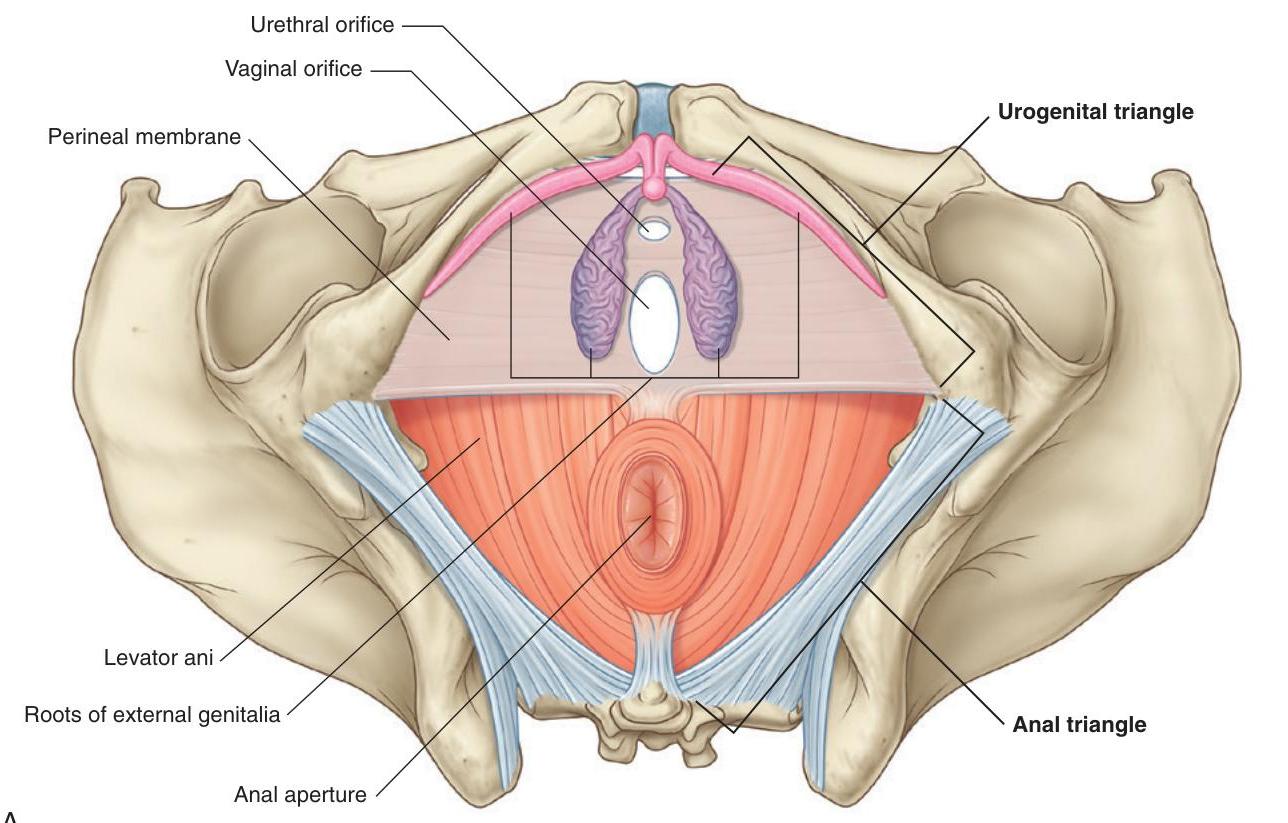 Urethral orifice
Vaginal orifice
Urogenital triangle
Perineal membrane
Levator ani
Roots of external genitalia
Anal triangle
Anal aperture
A